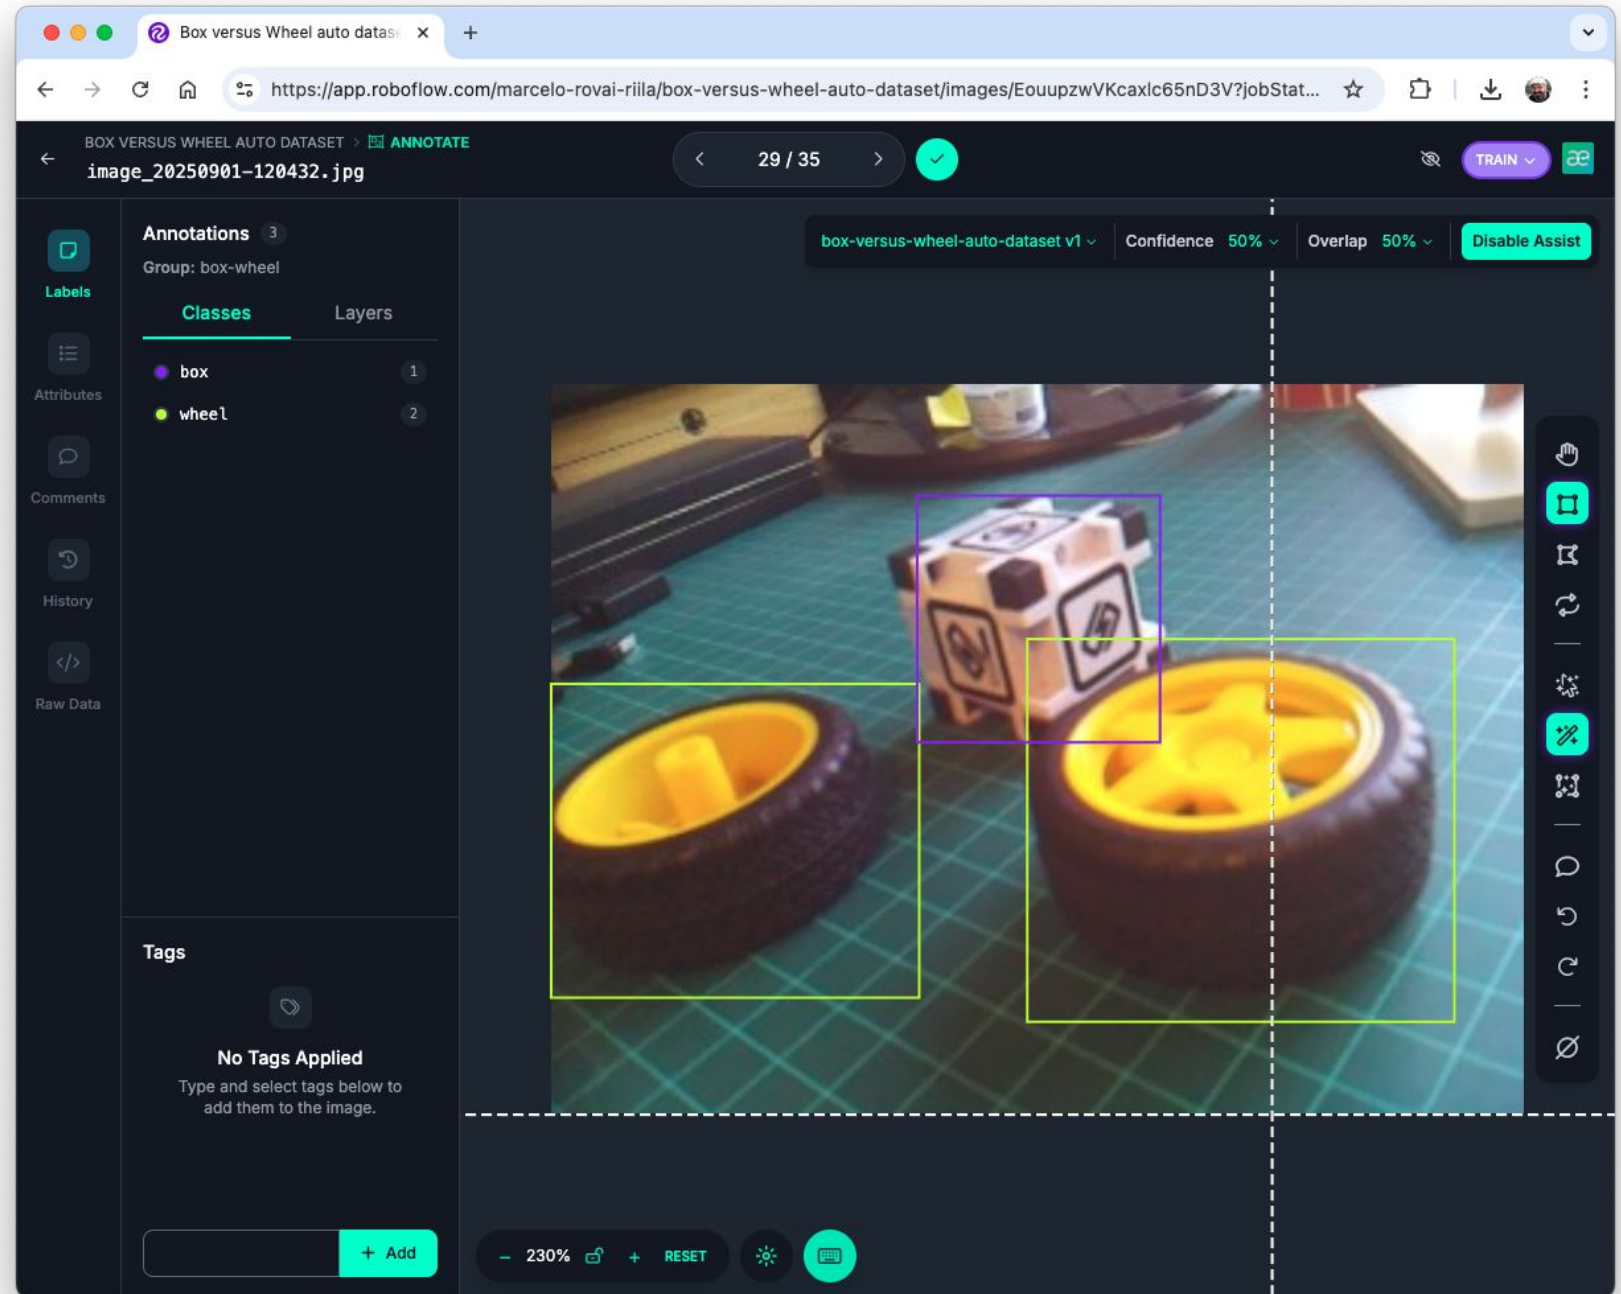 Box versus Wheel auto datas
https://app.roboflow.com/marcelo-rovai-riila/box-versus-wheel-auto-dataset/images/EouupzwVKcaxlc65nD3V?jobStat...
BOX VERSUS WHEEL AUTO DATASET > ANNOTATE
image_20250901-120432.jpg
29 / 35
TRAIN
æ
Labels
Attributes
Comments
History
</>
Raw Data
Annotations 3
Group: box-wheel
Classes Layers
box 1
wheel 2
box-versus-wheel-auto-dataset v1 Confidence 50% Overlap 50% Disable Assist
Tags
No Tags Applied
Type and select tags below to
add them to the image.
+ Add
− 230% + RESET